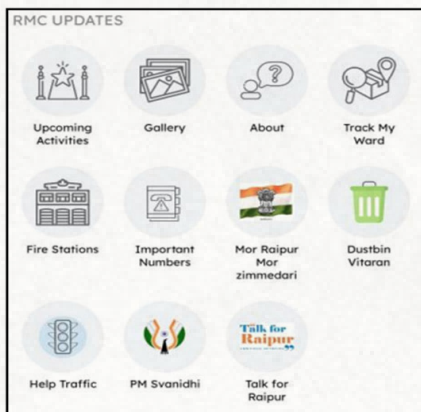 RMC UPDATES
Upcoming
Activities
Gallery
About
Track My
Ward
Fire Stations
Important
Numbers
Mor Raipur
Mor
zimmedari
Dustbin
Vitaran
Talk for
Raipur
Help Traffic
PM Svanidhi
Talk for
Raipur